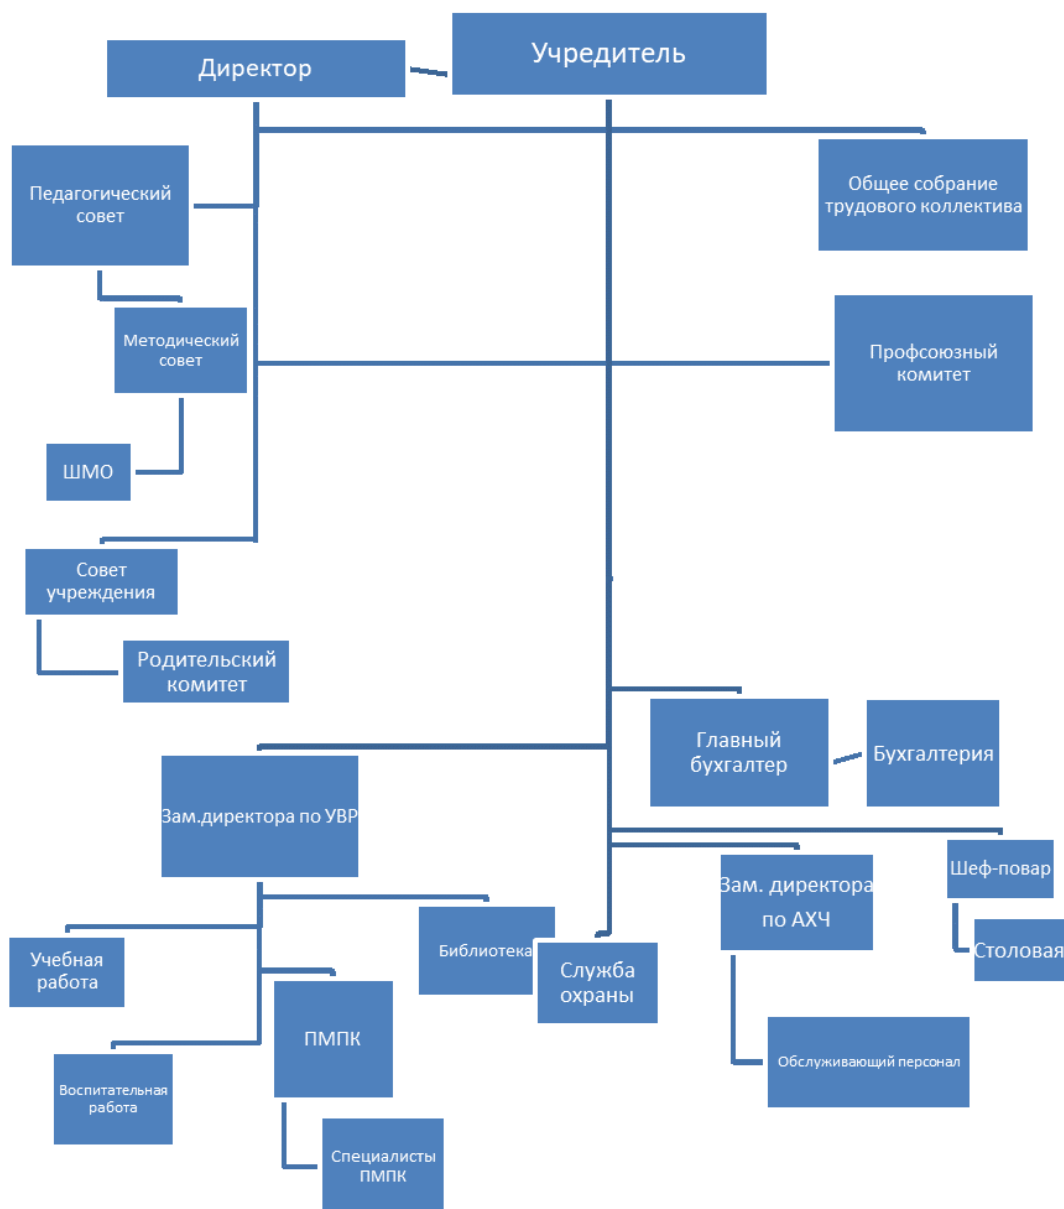 Директор
Учредитель
Педагогический
совет
Общее собрание
трудового коллектива
Методический
совет
Профсоюзный
комитет
ШМО
Совет
учреждения
Родительский
комитет
Главный
бухгалтер
Бухгалтерия
Зам.директора по УВР
Шеф-повар
Зам. директора
по АХЧ
Столовая
Учебная
работа
Библиотека
Служба
охраны
ПМПК
Обслуживающий персонал
Воспитательная
работа
Специалисты
ПМПК